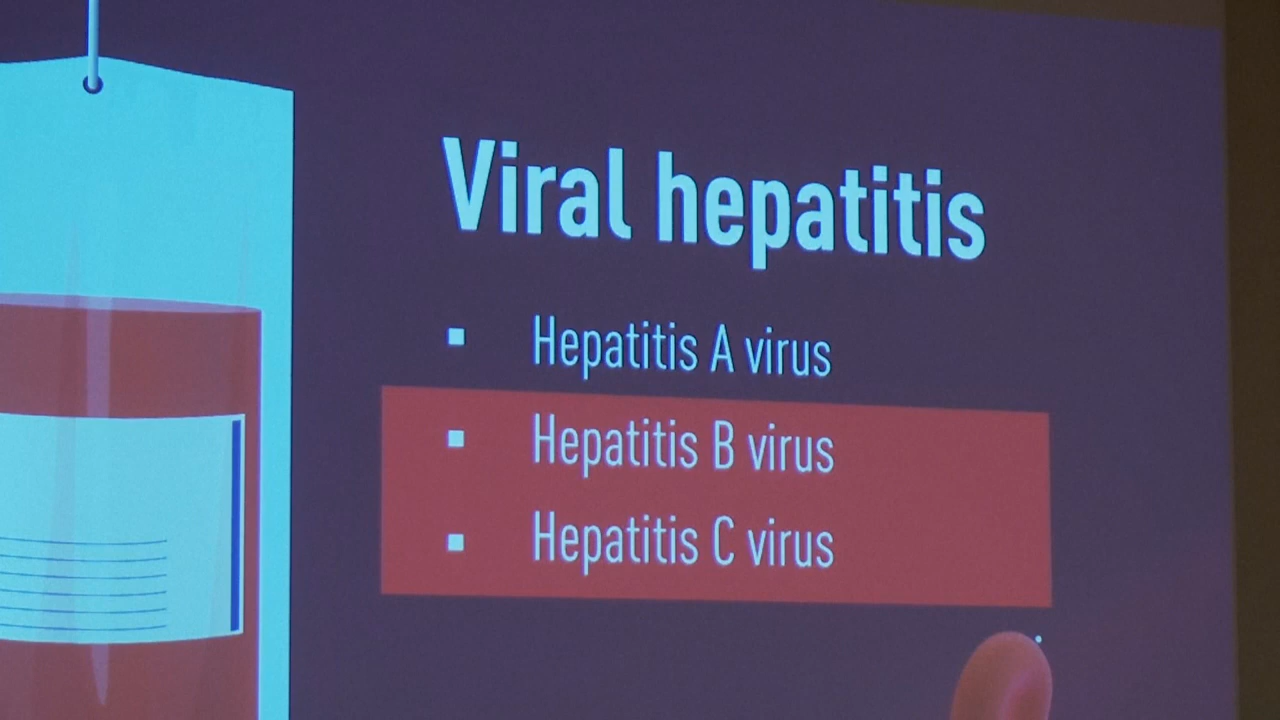 Viral hepatitis
▪ Hepatitis A virus
▪ Hepatitis B virus
▪ Hepatitis C virus